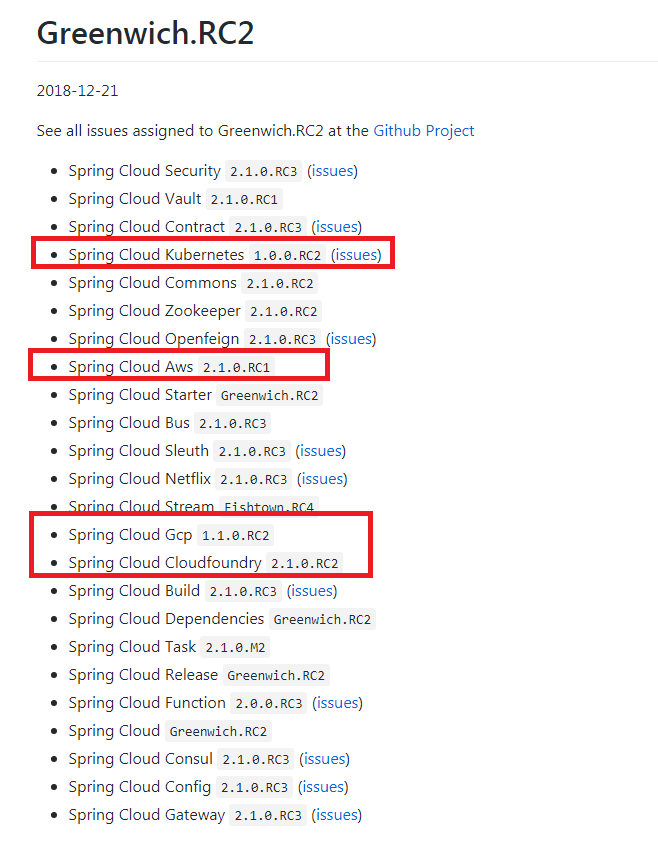 Greenwich.RC2
2018-12-21
See all issues assigned to Greenwich.RC2 at the Github Project
Spring Cloud Security 2.1.0.RC3 (issues)
Spring Cloud Vault 2.1.0.RC1
Spring Cloud Contract 2.1.0.RC3 (issues)
Spring Cloud Kubernetes 1.0.0.RC2 (issues)
Spring Cloud Commons 2.1.0.RC2
Spring Cloud Zookeeper 2.1.0.RC2
Spring Cloud Openfeign 2.1.0.RC3 (issues)
Spring Cloud Aws 2.1.0.RC1
Spring Cloud Starter Greenwich.RC2
Spring Cloud Bus 2.1.0.RC3
Spring Cloud Sleuth 2.1.0.RC3 (issues)
Spring Cloud Netflix 2.1.0.RC3 (issues)
Spring Cloud Stream Fishtown.RC4
Spring Cloud Gcp 1.1.0.RC2
Spring Cloud Cloudfoundry 2.1.0.RC2
Spring Cloud Build 2.1.0.RC3 (issues)
Spring Cloud Dependencies Greenwich.RC2
Spring Cloud Task 2.1.0.M2
Spring Cloud Release Greenwich.RC2
Spring Cloud Function 2.0.0.RC3 (issues)
Spring Cloud Greenwich.RC2
Spring Cloud Consul 2.1.0.RC3 (issues)
Spring Cloud Config 2.1.0.RC3 (issues)
Spring Cloud Gateway 2.1.0.RC3 (issues)